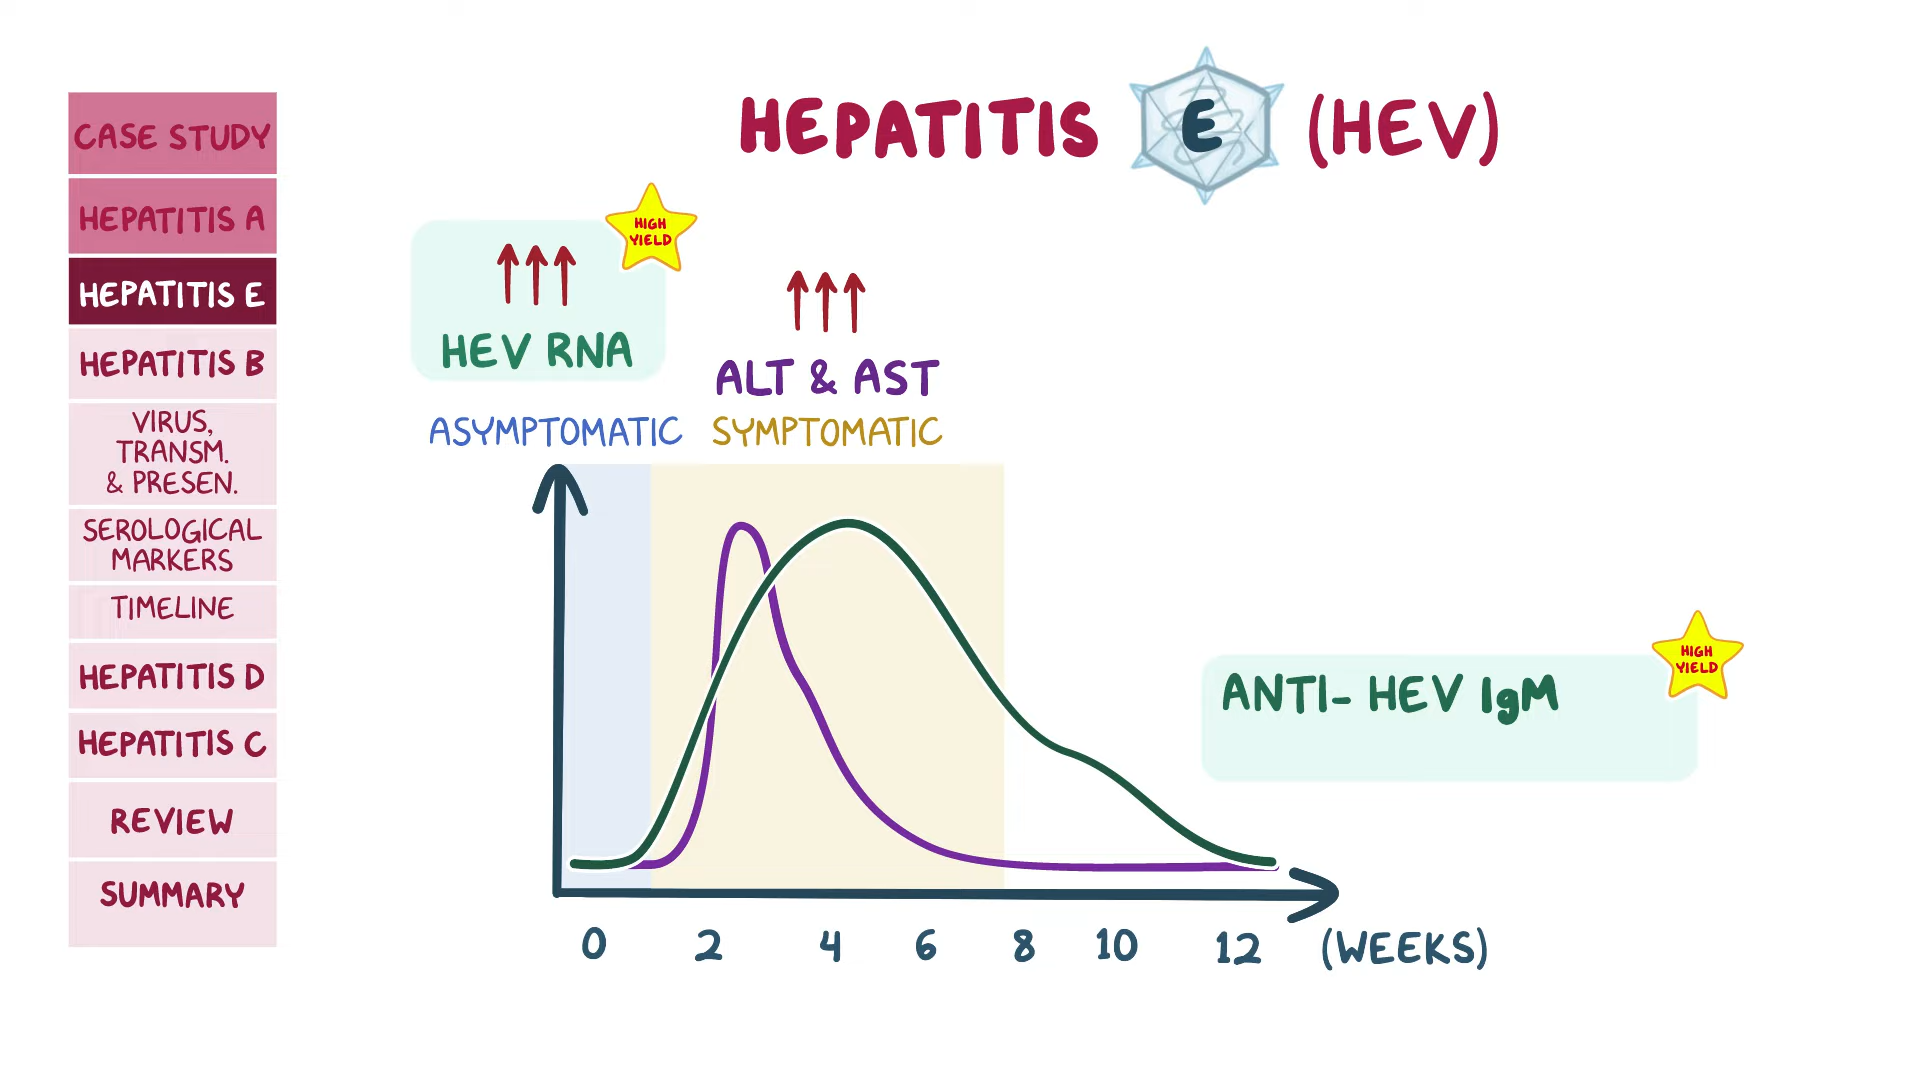 CASE STUDY
HEPATITIS A
HEPATITIS E
HEPATITIS B
VIRUS,
TRANSM.
& PRESEN.
SEROLOGICAL
MARKERS
TIMELINE
HEPATITIS D
HEPATITIS C
REVIEW
SUMMARY
HEPATITIS E (HEV)
HIGH
YIELD
HEV RNA
ALT & AST
ASYMPTOMATIC SYMPTOMATIC
HIGH
YIELD
ANTI- HEV IgM
0 2 4 6 8 10 12 (WEEKS)